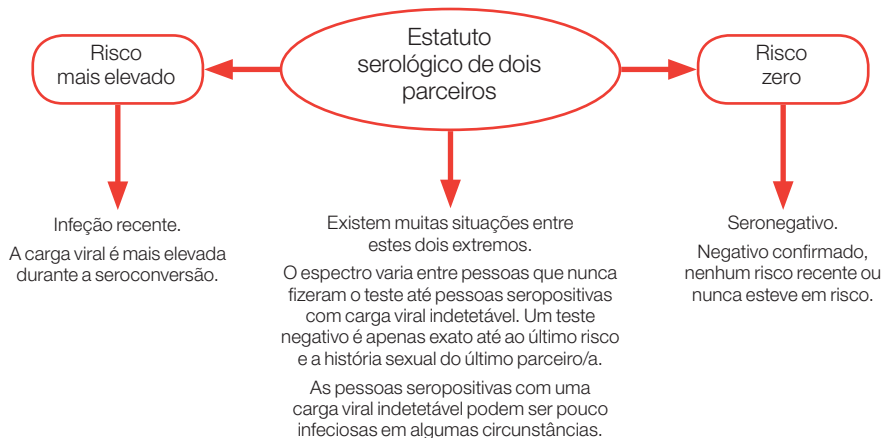 Estatuto
serológico de dois
parceiros
Risco
mais elevado
Risco
zero
Infeção recente.
A carga viral é mais elevada
durante a seroconversão.
Existem muitas situações entre
estes dois extremos.
O espectro varia entre pessoas que nunca
fizeram o teste até pessoas seropositivas
com carga viral indetetável. Um teste
negativo é apenas exato até ao último risco
e a história sexual do último parceiro/a.
As pessoas seropositivas com uma
carga viral indetetável podem ser pouco
infeciosas em algumas circunstâncias.
Seronegativo.
Negativo confirmado,
nenhum risco recente ou
nunca esteve em risco.